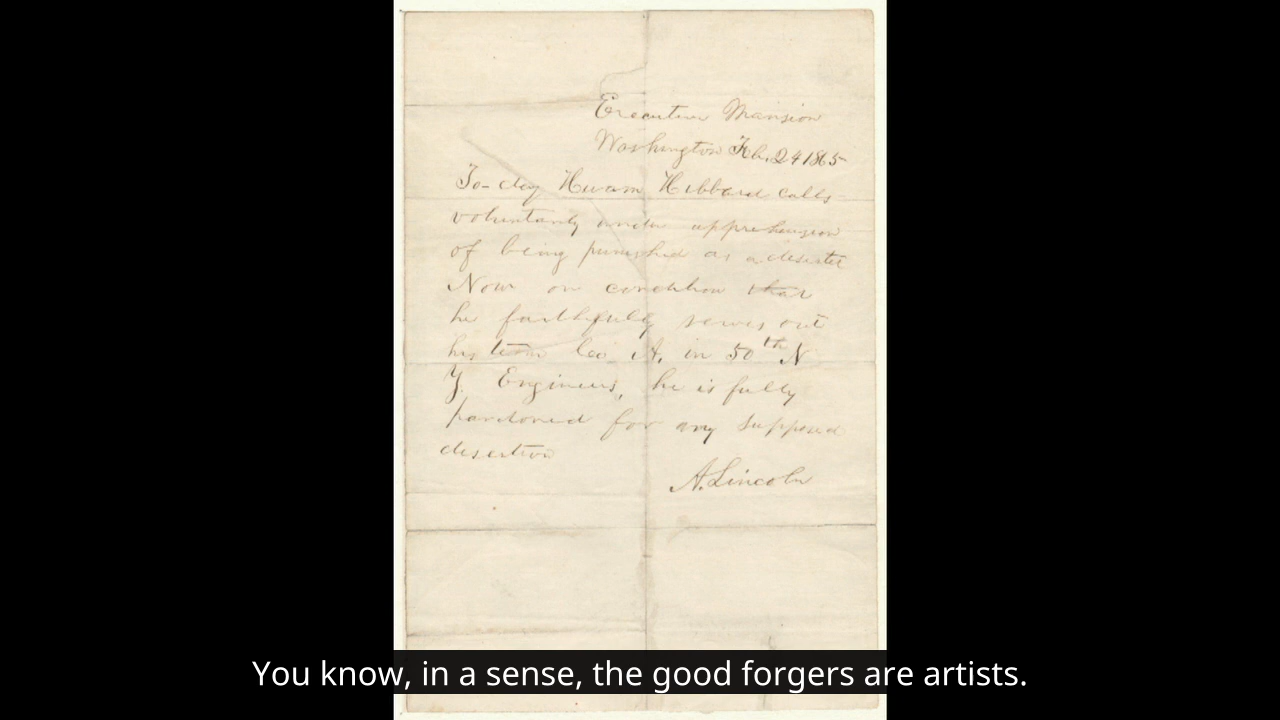 Executive Mansion
Washington Feb. 24 1865
To-day Hiram Hibbard calls
voluntarily under apprehension
of being punished as a deserter
Now on condition that
he faithfully serves out
his term Co. A. in 50th N
Y. Engineers, he is fully
pardoned for any supposed
desertion
A. Lincoln
You know, in a sense, the good forgers are artists.